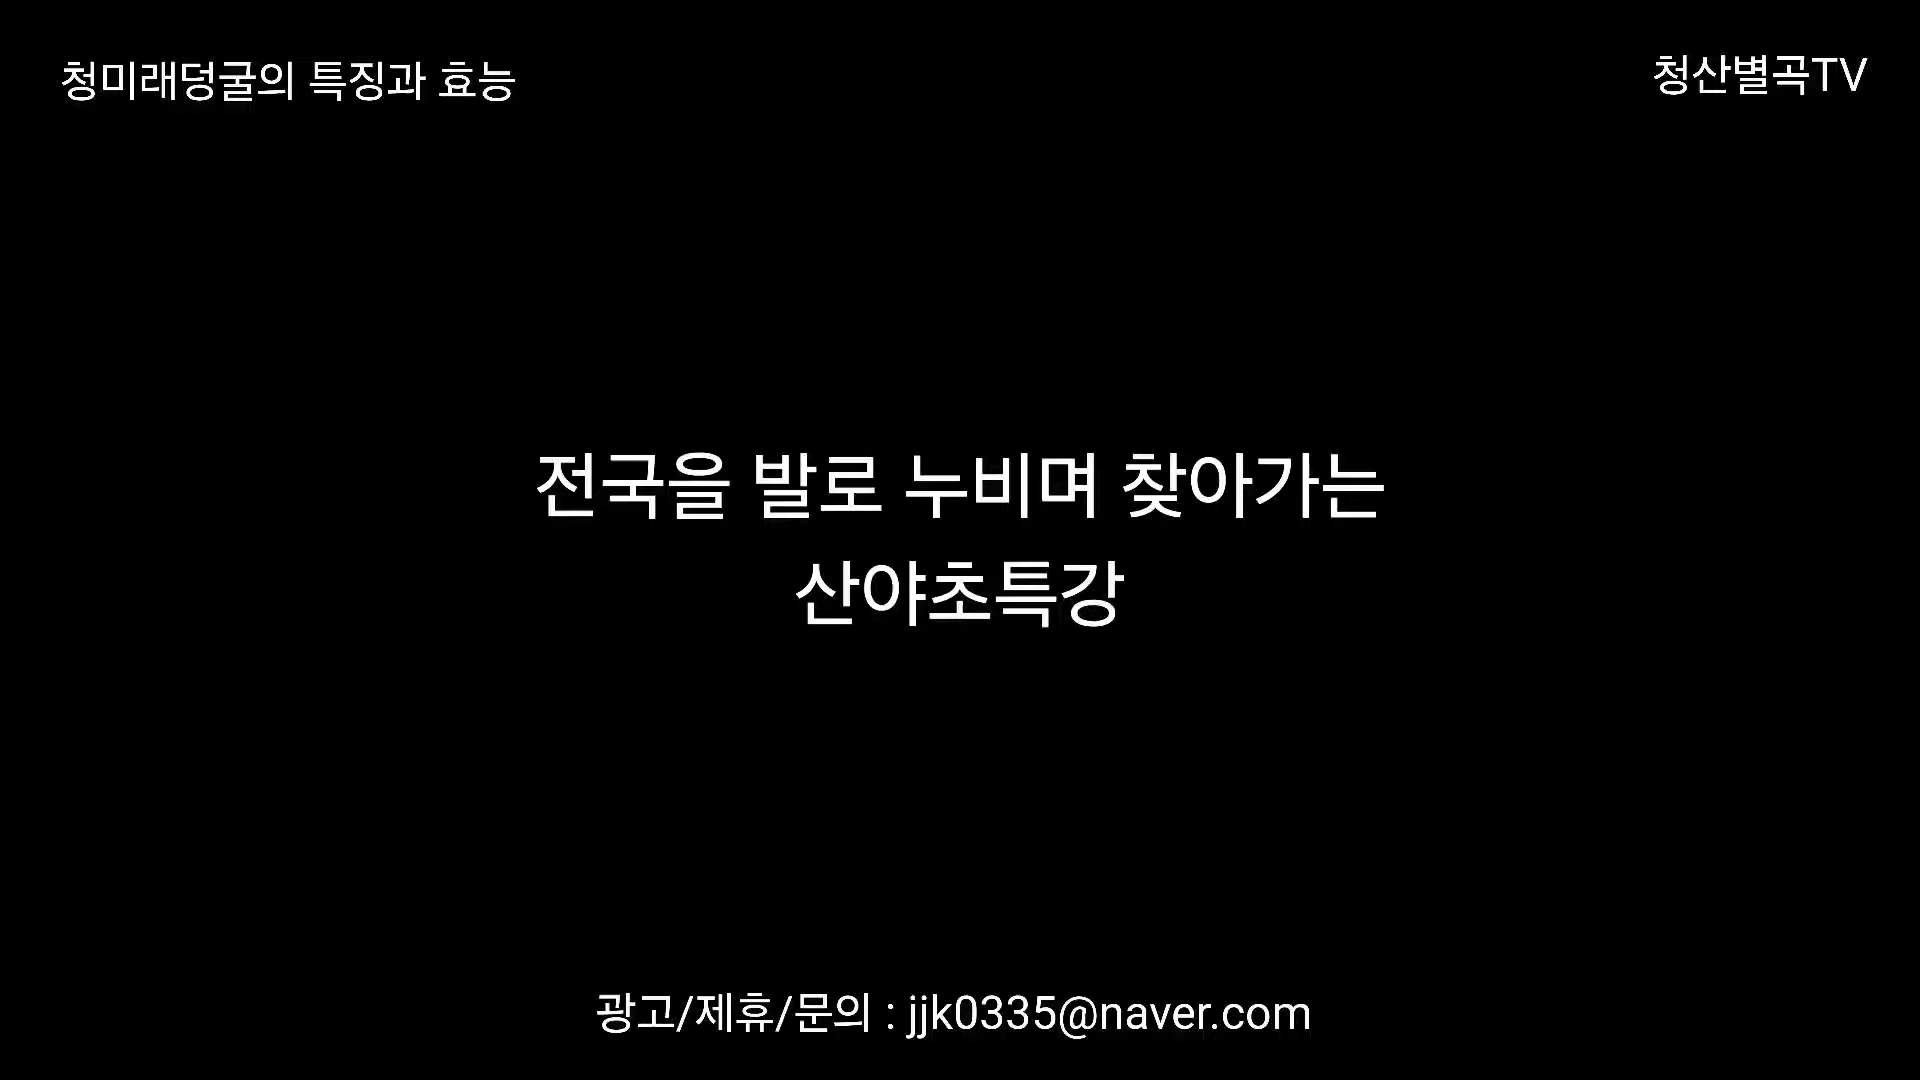 청미래덩굴의 특징과 효능
청산별곡TV
전국을 발로 누비며 찾아가는
산야초특강
광고/제휴/문의 : jjk0335@naver.com